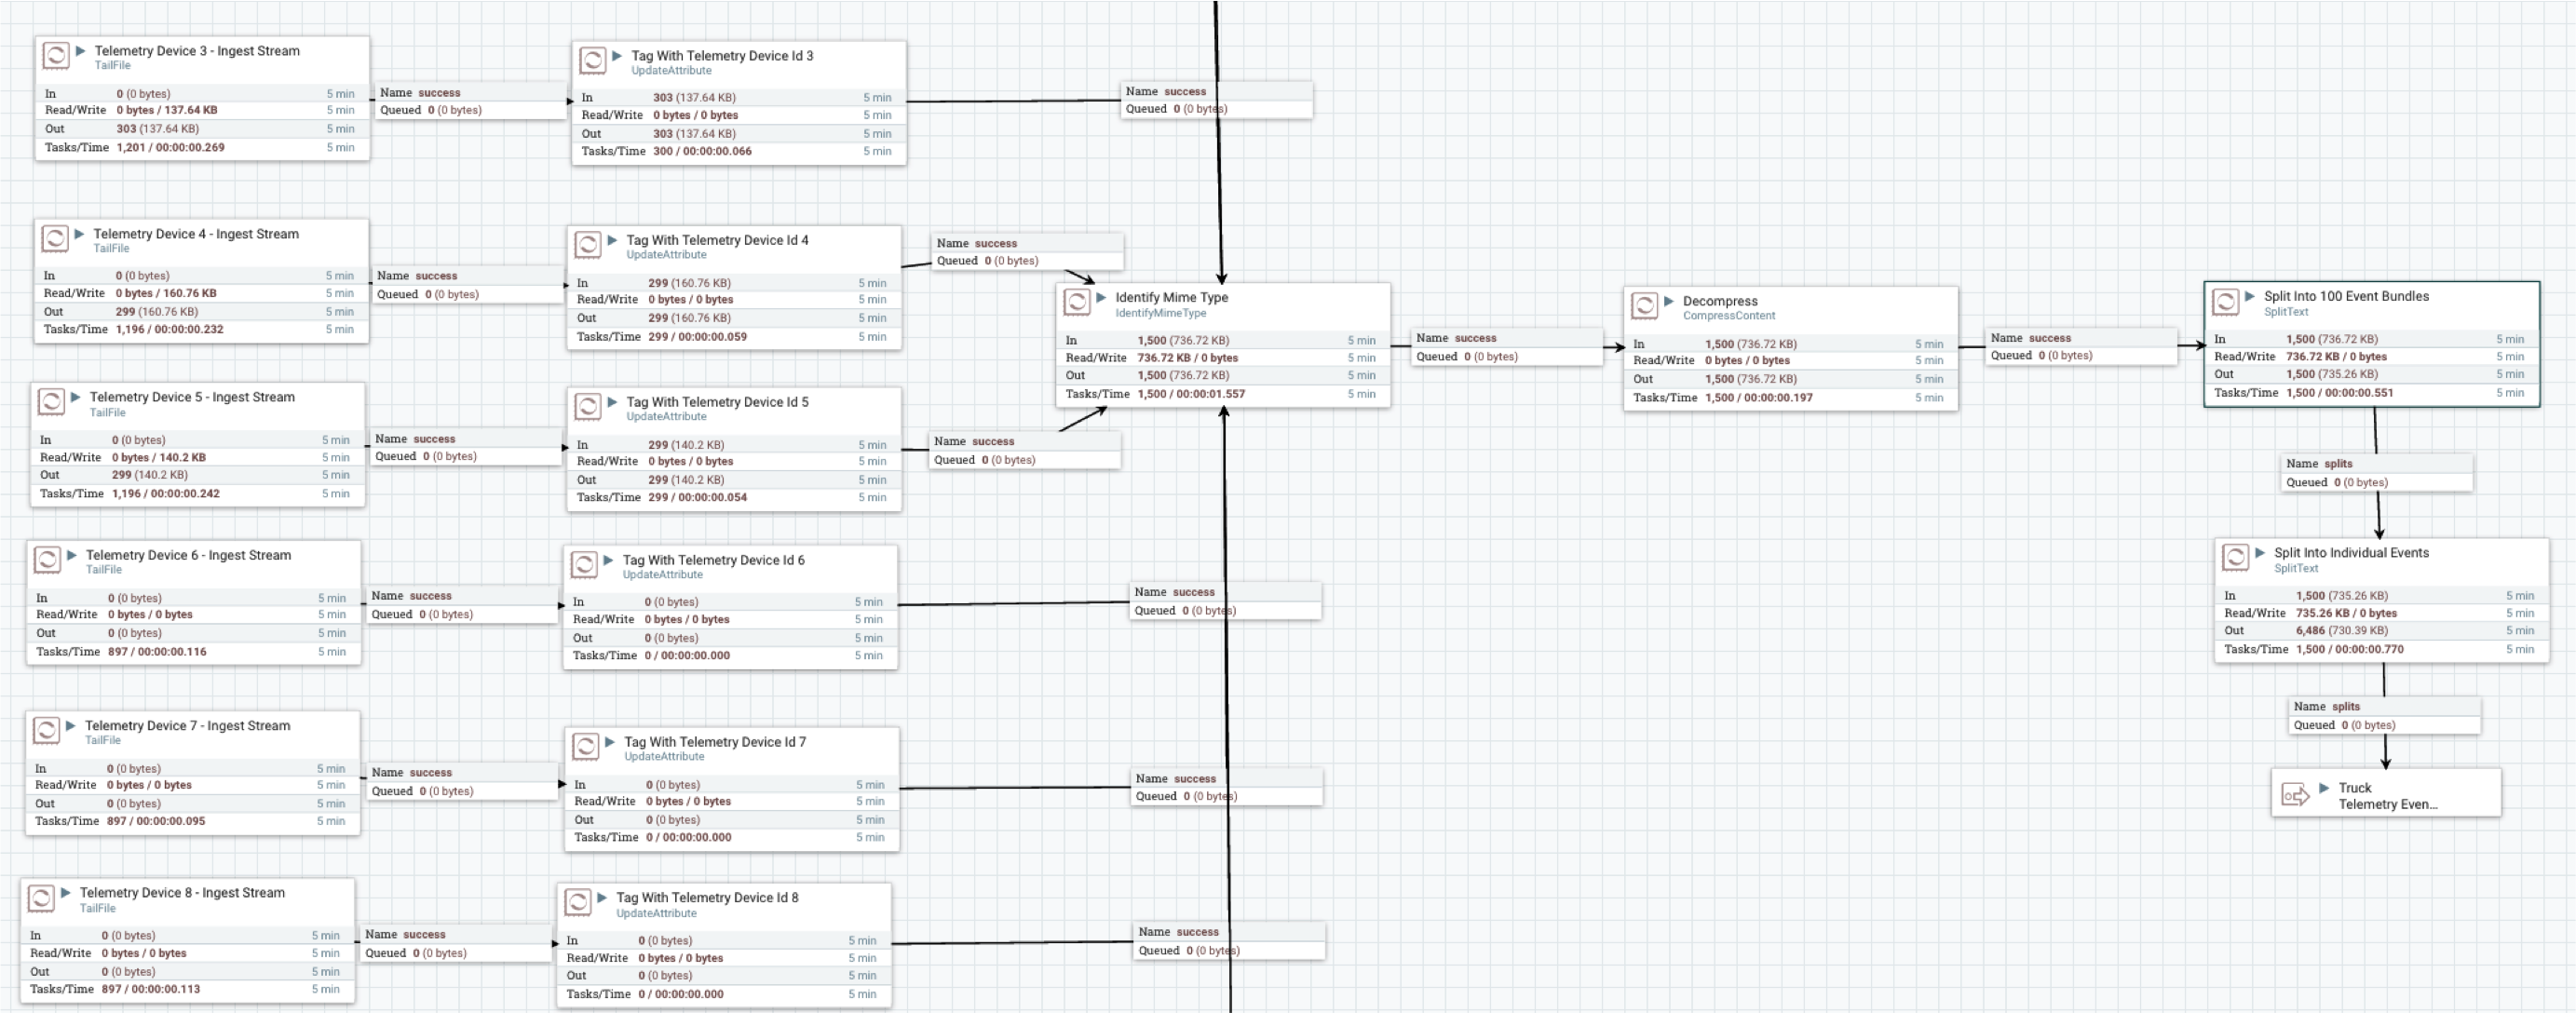 Telemetry Device 3 - Ingest Stream
TailFile
In 0 (0 bytes) 5 min
Read/Write 0 bytes / 137.64 KB 5 min
Out 303 (137.64 KB) 5 min
Tasks/Time 1,201 / 00:00:00.269 5 min
Name success
Queued 0 (0 bytes)
Tag With Telemetry Device Id 3
UpdateAttribute
In 303 (137.64 KB) 5 min
Read/Write 0 bytes / 0 bytes 5 min
Out 303 (137.64 KB) 5 min
Tasks/Time 300 / 00:00:00.066 5 min
Name success
Queued 0 (0 bytes)
Telemetry Device 4 - Ingest Stream
TailFile
In 0 (0 bytes) 5 min
Read/Write 0 bytes / 160.76 KB 5 min
Out 299 (160.76 KB) 5 min
Tasks/Time 1,196 / 00:00:00.232 5 min
Name success
Queued 0 (0 bytes)
Tag With Telemetry Device Id 4
UpdateAttribute
In 299 (160.76 KB) 5 min
Read/Write 0 bytes / 0 bytes 5 min
Out 299 (160.76 KB) 5 min
Tasks/Time 299 / 00:00:00.059 5 min
Name success
Queued 0 (0 bytes)
Identify Mime Type
IdentifyMimeType
In 1,500 (736.72 KB) 5 min
Read/Write 736.72 KB / 0 bytes 5 min
Out 1,500 (736.72 KB) 5 min
Tasks/Time 1,500 / 00:00:01.557 5 min
Name success
Queued 0 (0 bytes)
Decompress
CompressContent
In 1,500 (736.72 KB) 5 min
Read/Write 0 bytes / 0 bytes 5 min
Out 1,500 (736.72 KB) 5 min
Tasks/Time 1,500 / 00:00:00.197 5 min
Name success
Queued 0 (0 bytes)
Split Into 100 Event Bundles
SplitText
In 1,500 (736.72 KB) 5 min
Read/Write 736.72 KB / 0 bytes 5 min
Out 1,500 (735.26 KB) 5 min
Tasks/Time 1,500 / 00:00:00.551 5 min
Name splits
Queued 0 (0 bytes)
Split Into Individual Events
SplitText
In 1,500 (735.26 KB) 5 min
Read/Write 735.26 KB / 0 bytes 5 min
Out 6,486 (730.39 KB) 5 min
Tasks/Time 1,500 / 00:00:00.770 5 min
Name splits
Queued 0 (0 bytes)
Truck
Telemetry Even...
Telemetry Device 5 - Ingest Stream
TailFile
In 0 (0 bytes) 5 min
Read/Write 0 bytes / 140.2 KB 5 min
Out 299 (140.2 KB) 5 min
Tasks/Time 1,196 / 00:00:00.242 5 min
Name success
Queued 0 (0 bytes)
Tag With Telemetry Device Id 5
UpdateAttribute
In 299 (140.2 KB) 5 min
Read/Write 0 bytes / 0 bytes 5 min
Out 299 (140.2 KB) 5 min
Tasks/Time 299 / 00:00:00.054 5 min
Name success
Queued 0 (0 bytes)
Telemetry Device 6 - Ingest Stream
TailFile
In 0 (0 bytes) 5 min
Read/Write 0 bytes / 0 bytes 5 min
Out 0 (0 bytes) 5 min
Tasks/Time 897 / 00:00:00.116 5 min
Name success
Queued 0 (0 bytes)
Tag With Telemetry Device Id 6
UpdateAttribute
In 0 (0 bytes) 5 min
Read/Write 0 bytes / 0 bytes 5 min
Out 0 (0 bytes) 5 min
Tasks/Time 0 / 00:00:00.000 5 min
Name success
Queued 0 (0 bytes)
Telemetry Device 7 - Ingest Stream
TailFile
In 0 (0 bytes) 5 min
Read/Write 0 bytes / 0 bytes 5 min
Out 0 (0 bytes) 5 min
Tasks/Time 897 / 00:00:00.095 5 min
Name success
Queued 0 (0 bytes)
Tag With Telemetry Device Id 7
UpdateAttribute
In 0 (0 bytes) 5 min
Read/Write 0 bytes / 0 bytes 5 min
Out 0 (0 bytes) 5 min
Tasks/Time 0 / 00:00:00.000 5 min
Name success
Queued 0 (0 bytes)
Telemetry Device 8 - Ingest Stream
TailFile
In 0 (0 bytes) 5 min
Read/Write 0 bytes / 0 bytes 5 min
Out 0 (0 bytes) 5 min
Tasks/Time 897 / 00:00:00.113 5 min
Name success
Queued 0 (0 bytes)
Tag With Telemetry Device Id 8
UpdateAttribute
In 0 (0 bytes) 5 min
Read/Write 0 bytes / 0 bytes 5 min
Out 0 (0 bytes) 5 min
Tasks/Time 0 / 00:00:00.000 5 min
Name success
Queued 0 (0 bytes)